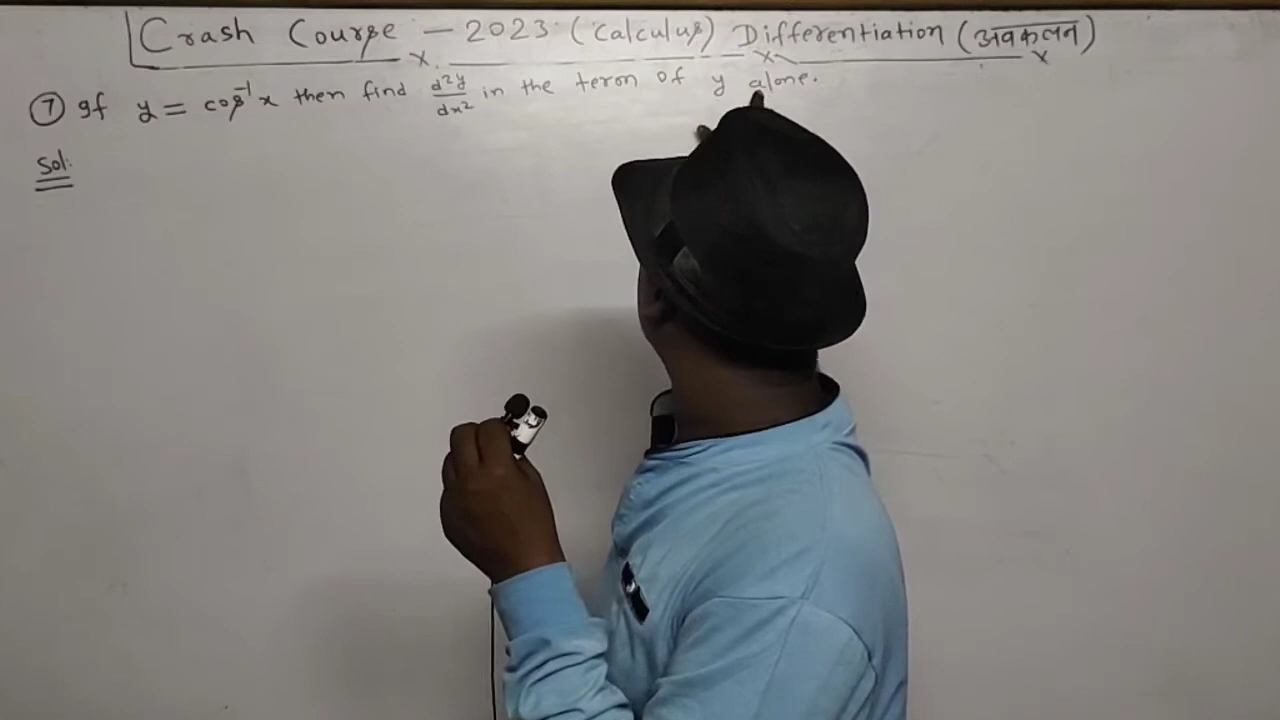 Crash Course - 2023 (Calculus) Differentiation (अवकलन)
⑦ If y = cos⁻¹x then find d²y/dx² in the term of y alone.
Sol: